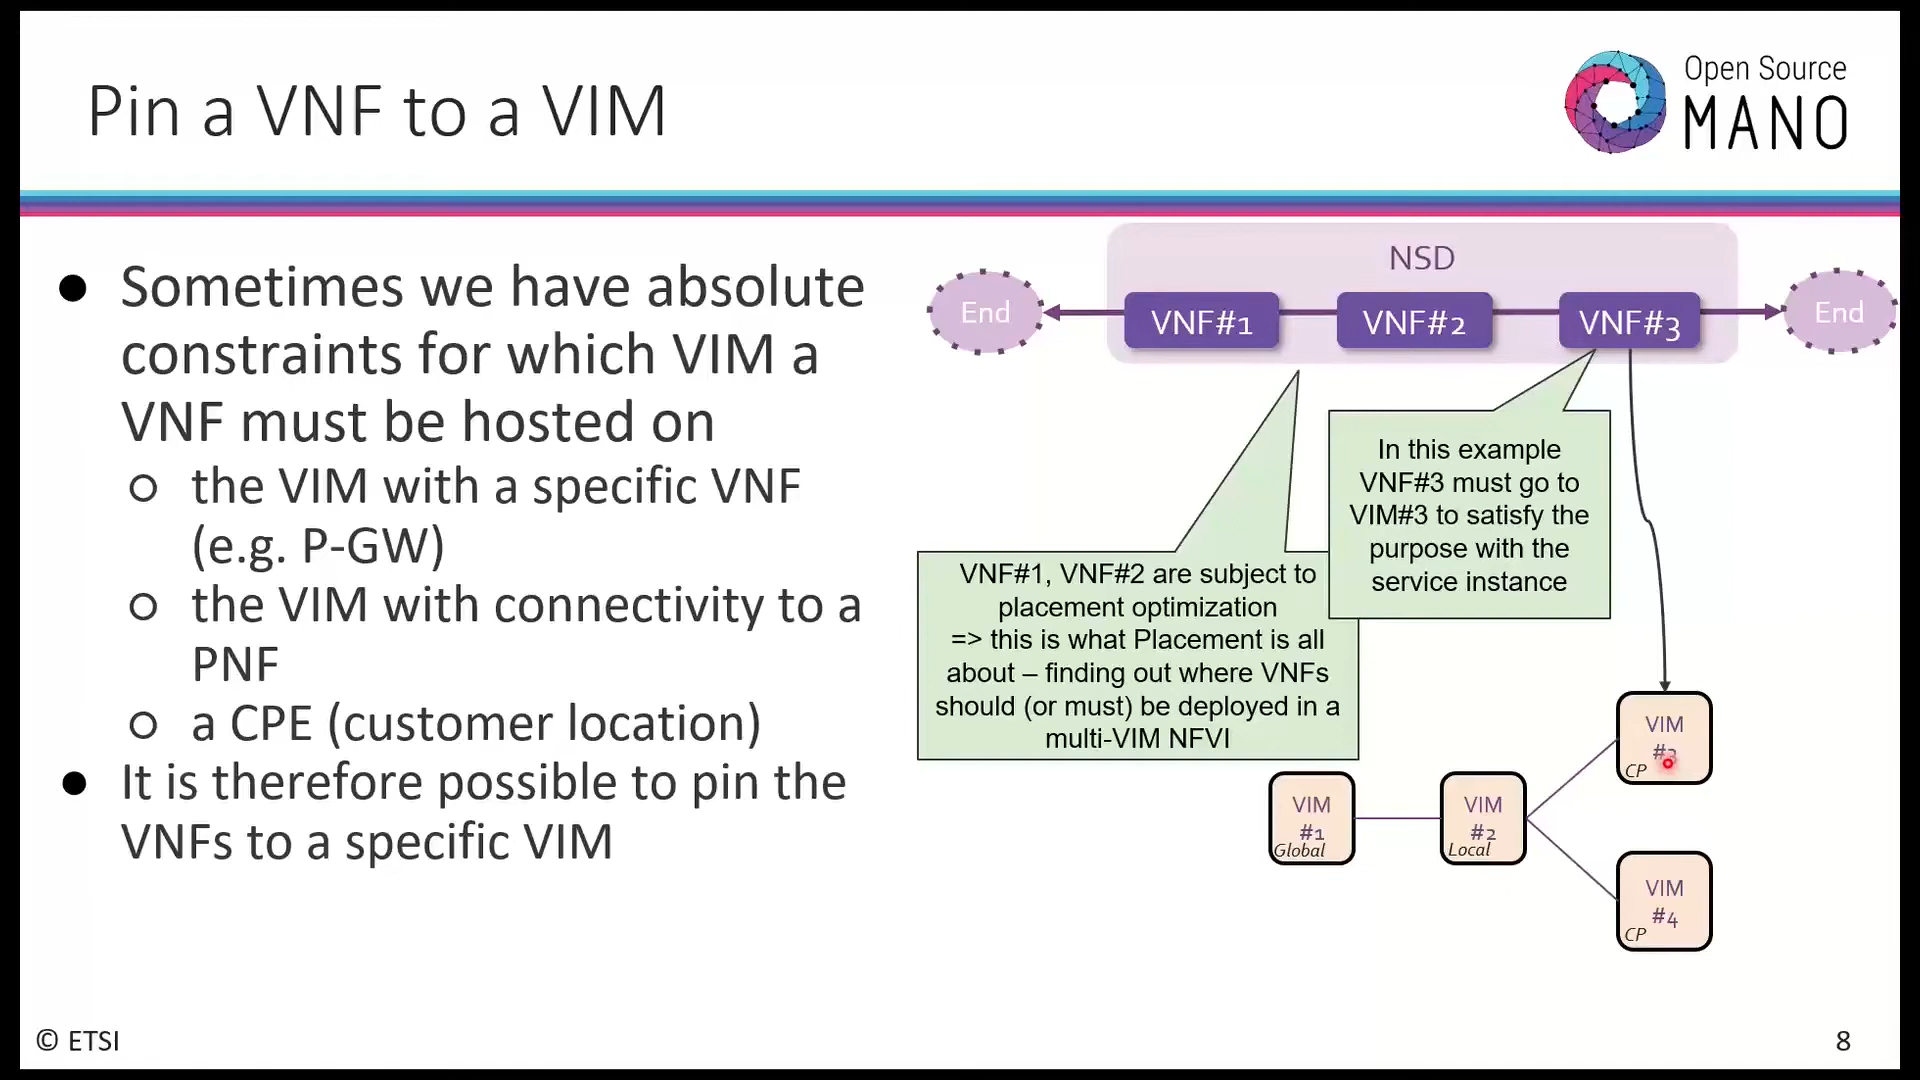 Pin a VNF to a VIM
Open Source
MANO
● Sometimes we have absolute
constraints for which VIM a
VNF must be hosted on
○ the VIM with a specific VNF
(e.g. P-GW)
○ the VIM with connectivity to a
PNF
○ a CPE (customer location)
● It is therefore possible to pin the
VNFs to a specific VIM
NSD
End
VNF#1
VNF#2
VNF#3
End
In this example
VNF#3 must go to
VIM#3 to satisfy the
purpose with the
service instance
VNF#1, VNF#2 are subject to
placement optimization
=> this is what Placement is all
about – finding out where VNFs
should (or must) be deployed in a
multi-VIM NFVI
VIM
#1
Global
VIM
#2
Local
VIM
#3
CP
VIM
#4
CP
© ETSI
8